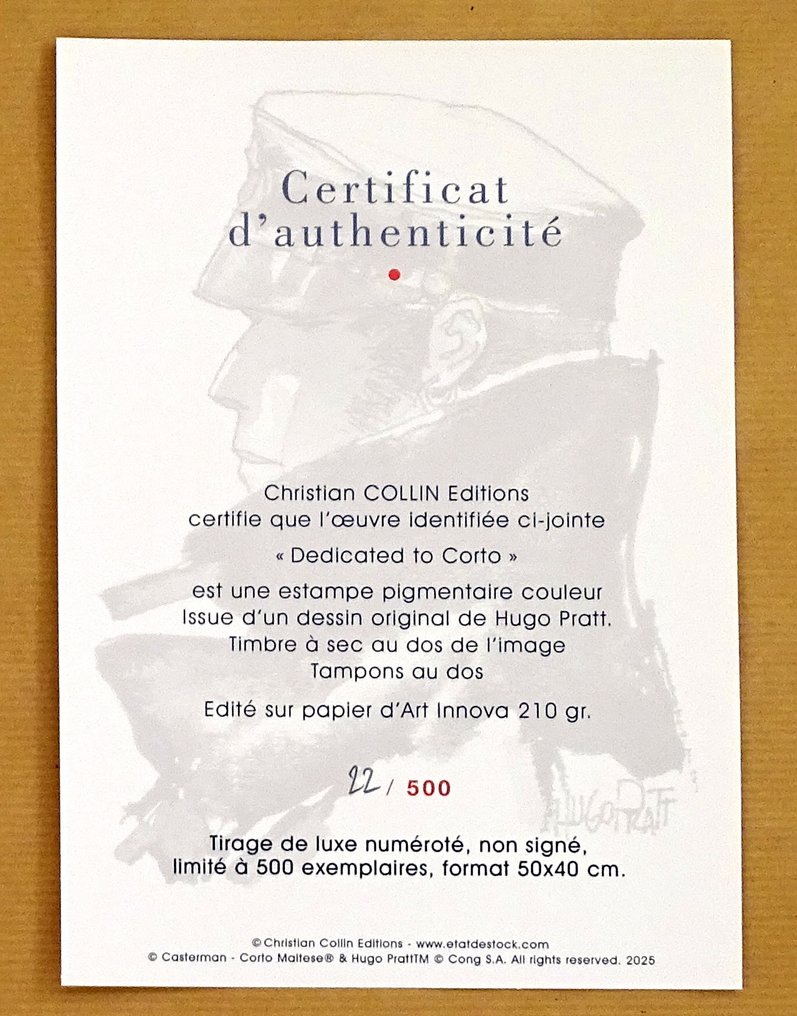 Certificat
d'authenticité
Christian COLLIN Editions
certifie que l'œuvre identifiée ci-jointe
« Dedicated to Corto »
est une estampe pigmentaire couleur
Issue d'un dessin original de Hugo Pratt.
Timbre à sec au dos de l'image
Tampons au dos
Edité sur papier d'Art Innova 210 gr.
22 / 500
HUGO PRATT
Tirage de luxe numéroté, non signé,
limité à 500 exemplaires, format 50x40 cm.
© Christian Collin Editions - www.etatdestock.com
© Casterman - Corto Maltese® & Hugo PrattTM © Cong S.A. All rights reserved. 2025